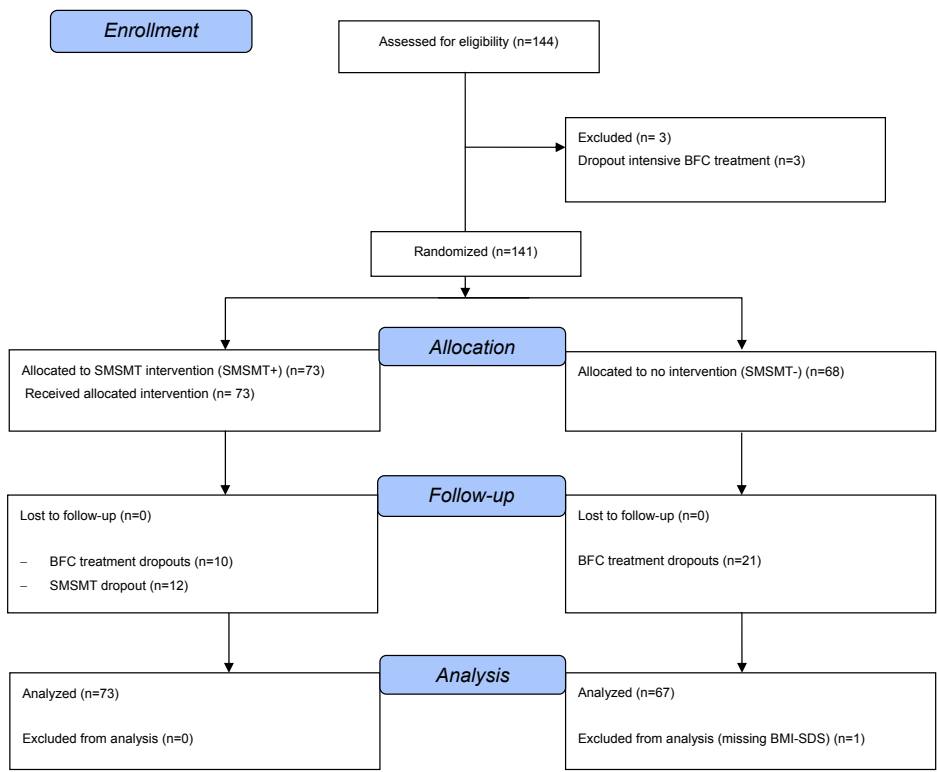 Enrollment
Assessed for eligibility (n=144)
Excluded (n= 3)
Dropout intensive BFC treatment (n=3)
Randomized (n=141)
Allocation
Allocated to SMSMT intervention (SMSMT+) (n=73)
Received allocated intervention (n= 73)
Allocated to no intervention (SMSMT-) (n=68)
Follow-up
Lost to follow-up (n=0)
– BFC treatment dropouts (n=10)
– SMSMT dropout (n=12)
Lost to follow-up (n=0)
BFC treatment dropouts (n=21)
Analysis
Analyzed (n=73)
Excluded from analysis (n=0)
Analyzed (n=67)
Excluded from analysis (missing BMI-SDS) (n=1)